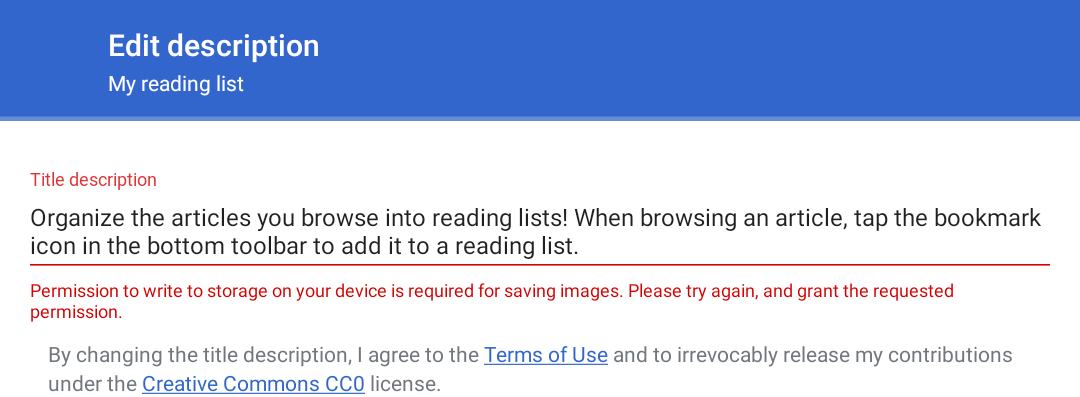 Edit description
My reading list
Title description
Organize the articles you browse into reading lists! When browsing an article, tap the bookmark
icon in the bottom toolbar to add it to a reading list.
Permission to write to storage on your device is required for saving images. Please try again, and grant the requested
permission.
By changing the title description, I agree to the Terms of Use and to irrevocably release my contributions
under the Creative Commons CC0 license.